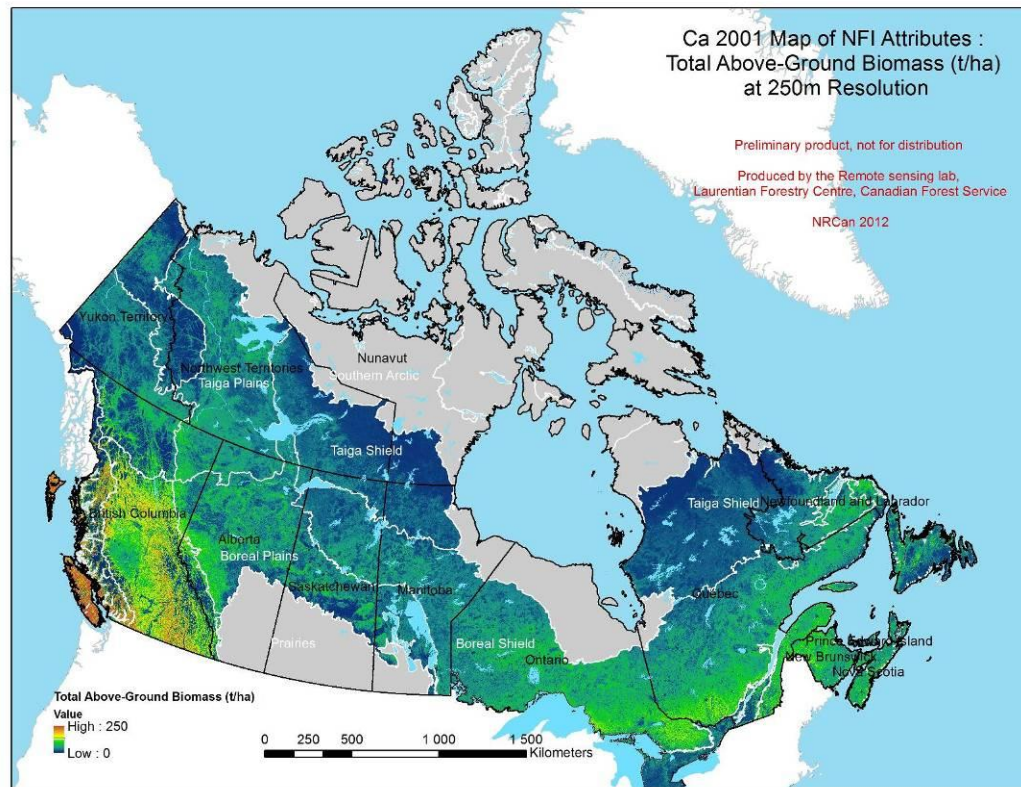 Ca 2001 Map of NFI Attributes :
Total Above-Ground Biomass (t/ha)
at 250m Resolution
Preliminary product, not for distribution
Produced by the Remote sensing lab,
Laurentian Forestry Centre, Canadian Forest Service
NRCan 2012
Yukon Territory
Nunavut
Northwest Territories
Southern Arctic
Taiga Plains
Taiga Shield
Taiga Shield
Newfoundland and Labrador
British Columbia
Alberta
Boreal Plains
Saskatchewan
Manitoba
Québec
Prairies
Boreal Shield
Ontario
Prince Edward Island
New Brunswick
Nova Scotia
Total Above-Ground Biomass (t/ha)
Value
High : 250
Low : 0
0 250 500 1 000 1 500
Kilometers